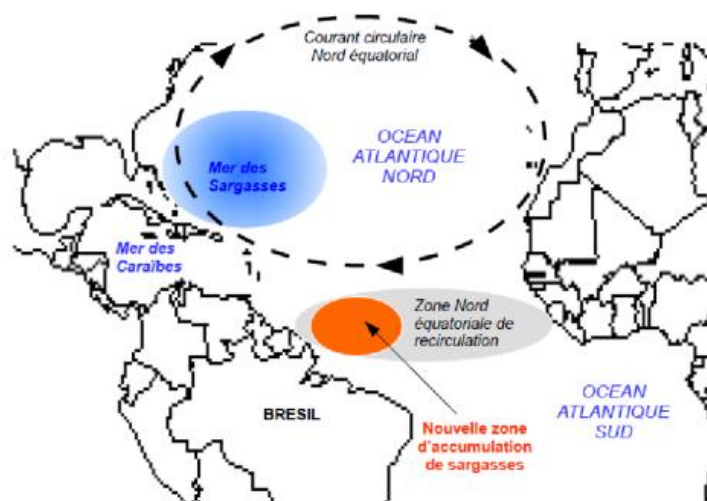 Courant circulaire
Nord équatorial
OCEAN
ATLANTIQUE
NORD
Mer des
Sargasses
Mer des
Caraïbes
Zone Nord
équatoriale de
recirculation
OCEAN
ATLANTIQUE
SUD
BRESIL
Nouvelle zone
d'accumulation
de sargasses